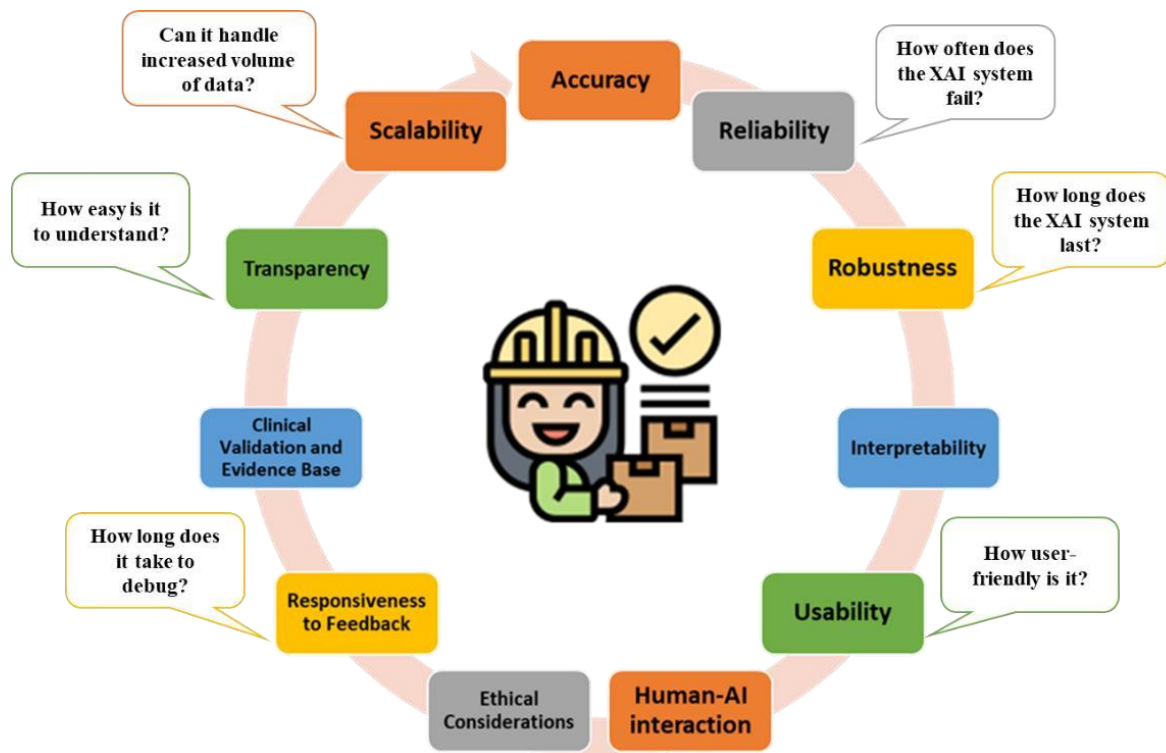 Can it handle
increased volume
of data?
Accuracy
How often does
the XAI system
fail?
Scalability
Reliability
How easy is it
to understand?
How long does
the XAI system
last?
Transparency
Robustness
Clinical
Validation and
Evidence Base
Interpretability
How long does
it take to
debug?
How user-
friendly is it?
Responsiveness
to Feedback
Usability
Ethical
Considerations
Human-AI
interaction